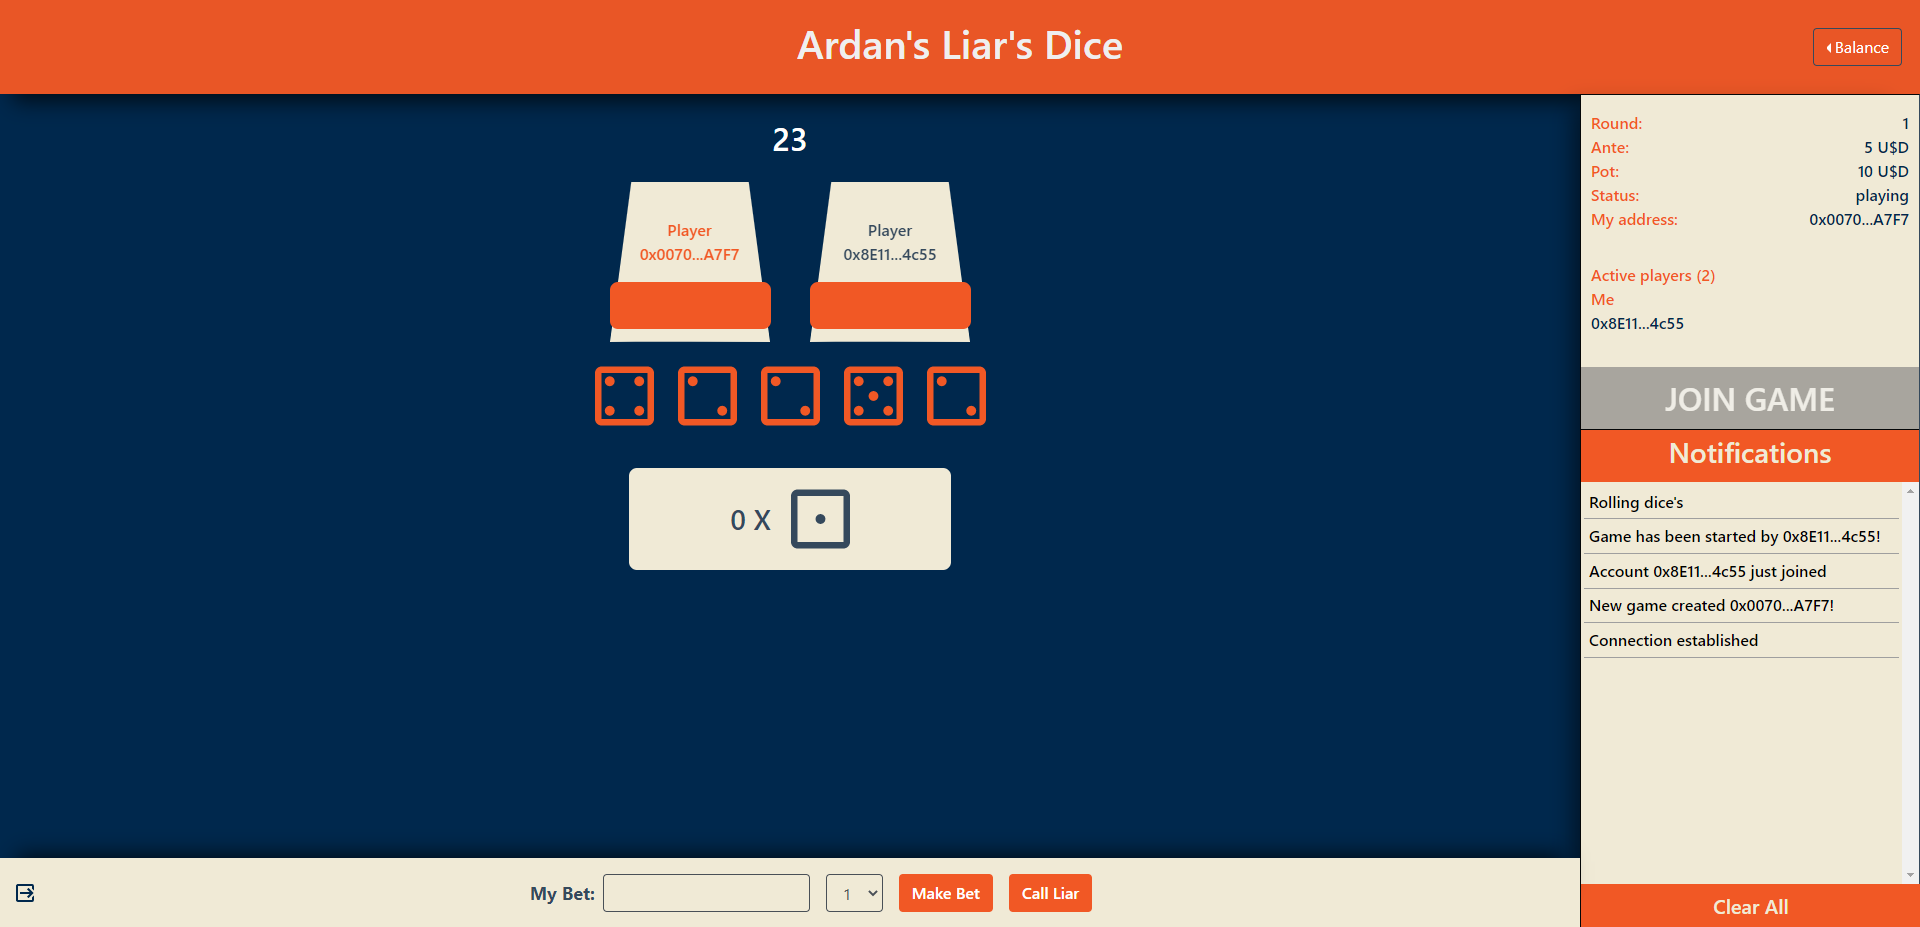 Ardan's Liar's Dice
Balance
23
Player
0x0070...A7F7
Player
0x8E11...4c55
0 X
My Bet:
1
Make Bet
Call Liar
Round: 1
Ante: 5 U$D
Pot: 10 U$D
Status: playing
My address: 0x0070...A7F7
Active players (2)
Me
0x8E11...4c55
JOIN GAME
Notifications
Rolling dice's
Game has been started by 0x8E11...4c55!
Account 0x8E11...4c55 just joined
New game created 0x0070...A7F7!
Connection established
Clear All